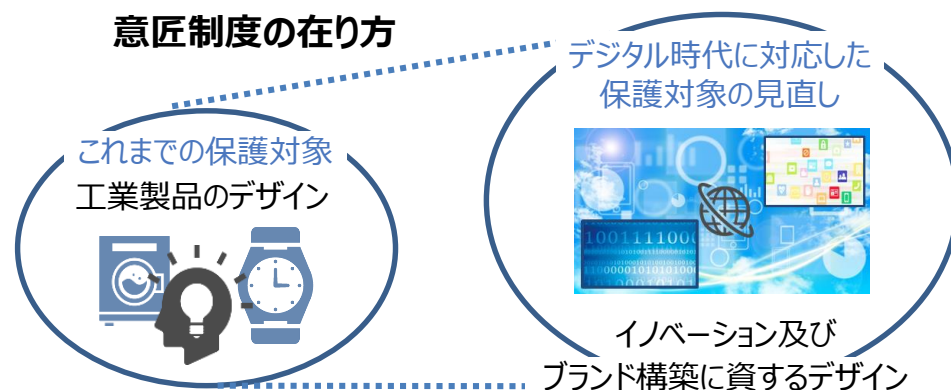 意匠制度の在り方
これまでの保護対象
工業製品のデザイン
デジタル時代に対応した
保護対象の見直し
イノベーション及び
ブランド構築に資するデザイン